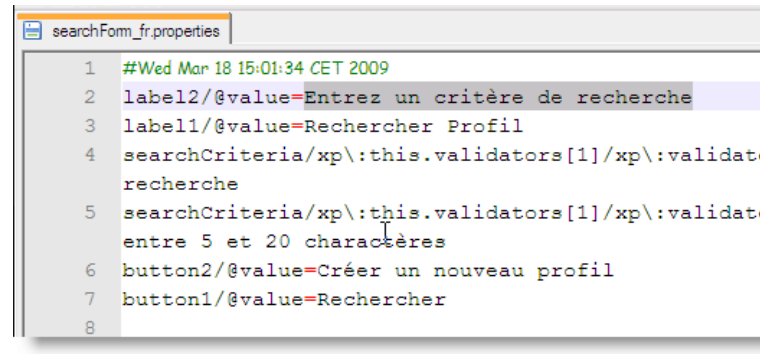 searchForm_fr.properties
1 #Wed Mar 18 15:01:34 CET 2009
2 label2/@value=Entrez un critère de recherche
3 label1/@value=Rechercher Profil
4 searchCriteria/xp\:this.validators[1]/xp\:validat
recherche
5 searchCriteria/xp\:this.validators[1]/xp\:validat
entre 5 et 20 charactères
6 button2/@value=Créer un nouveau profil
7 button1/@value=Rechercher
8